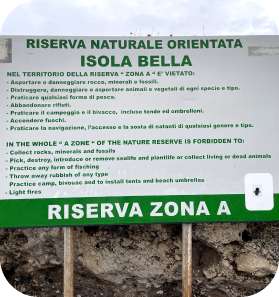 RISERVA NATURALE ORIENTATA
ISOLA BELLA
NEL TERRITORIO DELLA RISERVA " ZONA A " E' VIETATO:
- Asportare o danneggiare rocce, minerali e fossili.
- Distruggere, danneggiare o asportare animali e vegetali di ogni specie e tipo.
- Praticare qualsiasi forma di pesca.
- Abbandonare rifiuti.
- Praticare il campeggio e il bivacco, incluso tende ed ombrelloni.
- Accendere fuochi.
- Praticare la navigazione, l'accesso e la sosta di natanti di qualsiasi genere e tipo.
IN THE WHOLE " A ZONE " OF THE NATURE RESERVE IS FORBIDDEN TO:
- Collect rocks, minerals and fossils
- Pick, destroy, introduce or remove sealife and plantlife or collect living or dead animals
- Practice any form of fisching
- Throw away rubbish of any type
Practice camp, bivouac and to install tents and beach umbrellas
- Light fires
RISERVA ZONA A